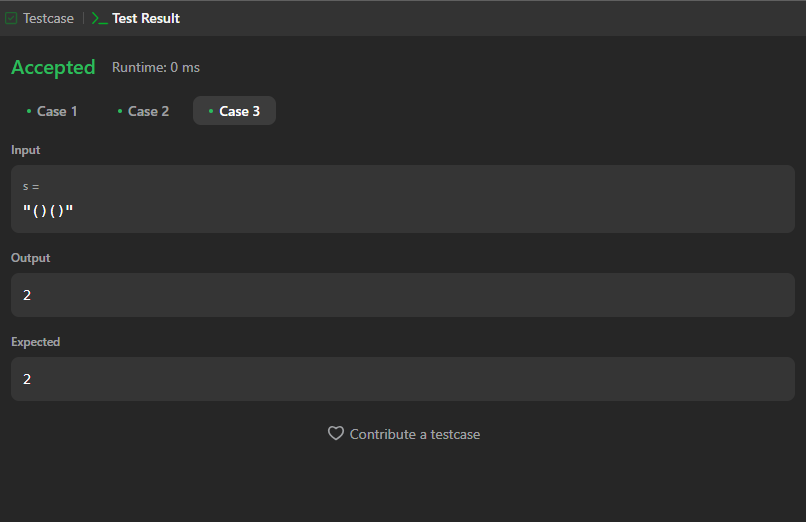 Testcase | Test Result
Accepted Runtime: 0 ms
Case 1 Case 2 Case 3
Input
s =
"()()"
Output
2
Expected
2
Contribute a testcase